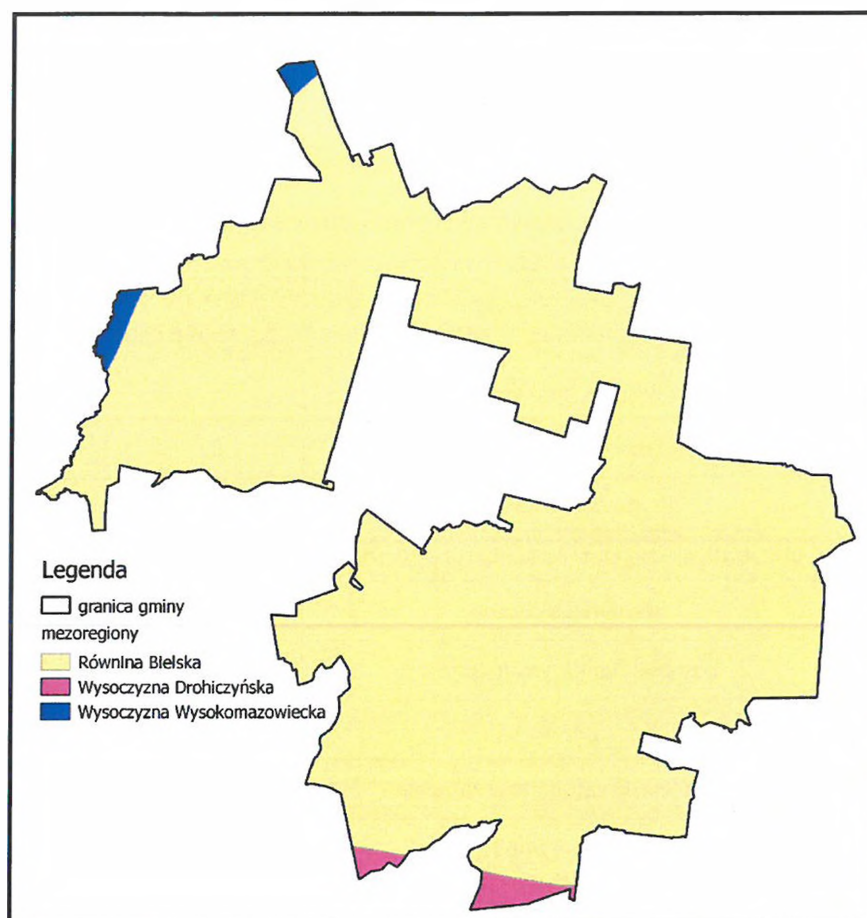 Legenda
granica gminy
mezoregiony
Równina Bielska
Wysoczyzna Drohiczyńska
Wysoczyzna Wysokomazowiecka